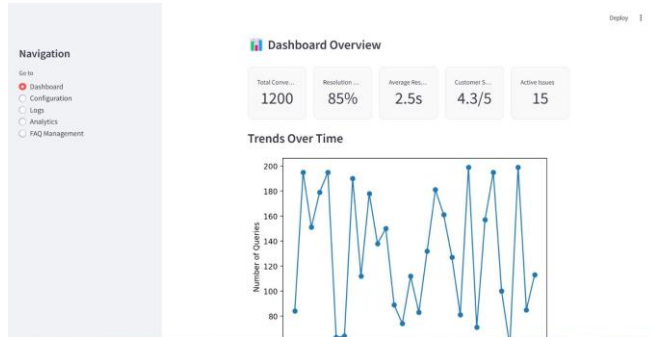 Deploy
Navigation
Go to
Dashboard
Configuration
Logs
Analytics
FAQ Management
Dashboard Overview
Total Conve...
1200
Resolution ...
85%
Average Res...
2.5s
Customer S...
4.3/5
Active Issues
15
Trends Over Time
Number of Queries
200
180
160
140
120
100
80